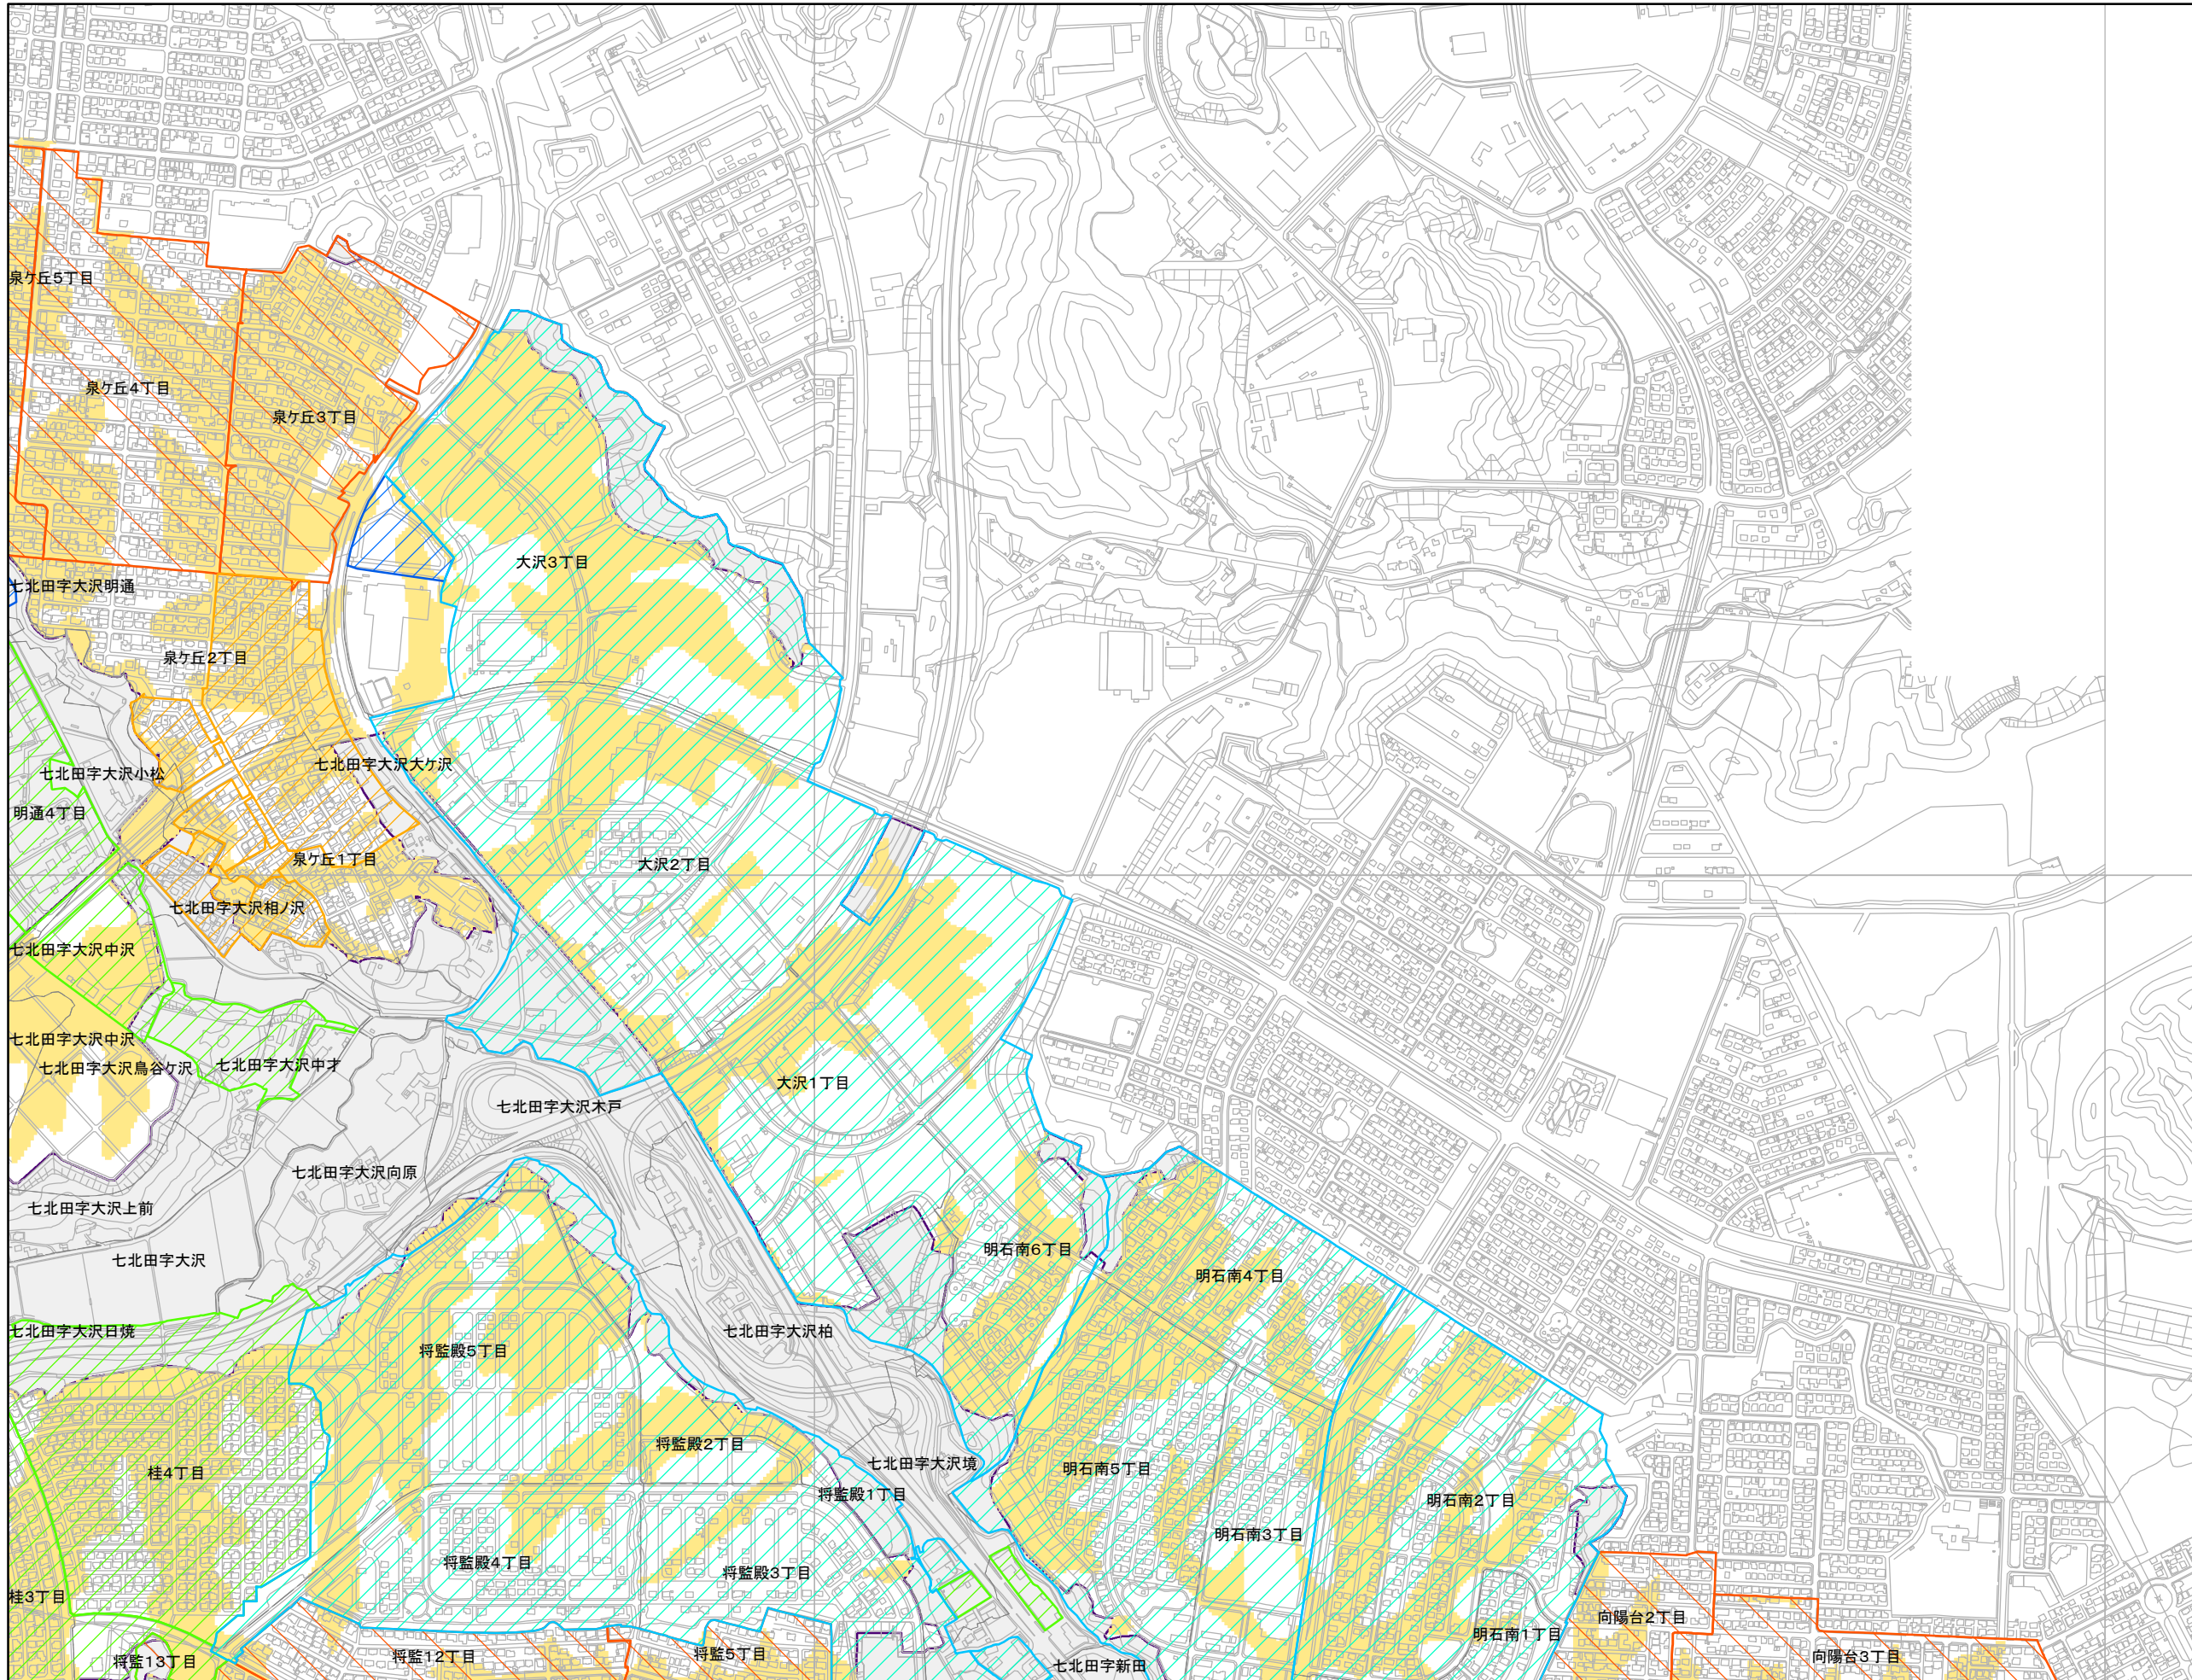 泉ケ丘5丁目
泉ケ丘4丁目
泉ケ丘3丁目
大沢3丁目
七北田字大沢明通
泉ケ丘2丁目
七北田字大沢大ケ沢
七北田字大沢小松
明通4丁目
泉ケ丘1丁目
大沢2丁目
七北田字大沢相ノ沢
七北田字大沢中沢
七北田字大沢中沢
七北田字大沢鳥谷ケ沢
七北田字大沢中才
大沢1丁目
七北田字大沢木戸
七北田字大沢向原
七北田字大沢上前
七北田字大沢
明石南6丁目
明石南4丁目
七北田字大沢日焼
七北田字大沢柏
将監殿5丁目
将監殿2丁目
七北田字大沢境
明石南5丁目
桂4丁目
将監殿1丁目
明石南2丁目
明石南3丁目
将監殿4丁目
将監殿3丁目
桂3丁目
向陽台2丁目
明石南1丁目
将監13丁目
将監12丁目
将監5丁目
七北田字新田
向陽台3丁目